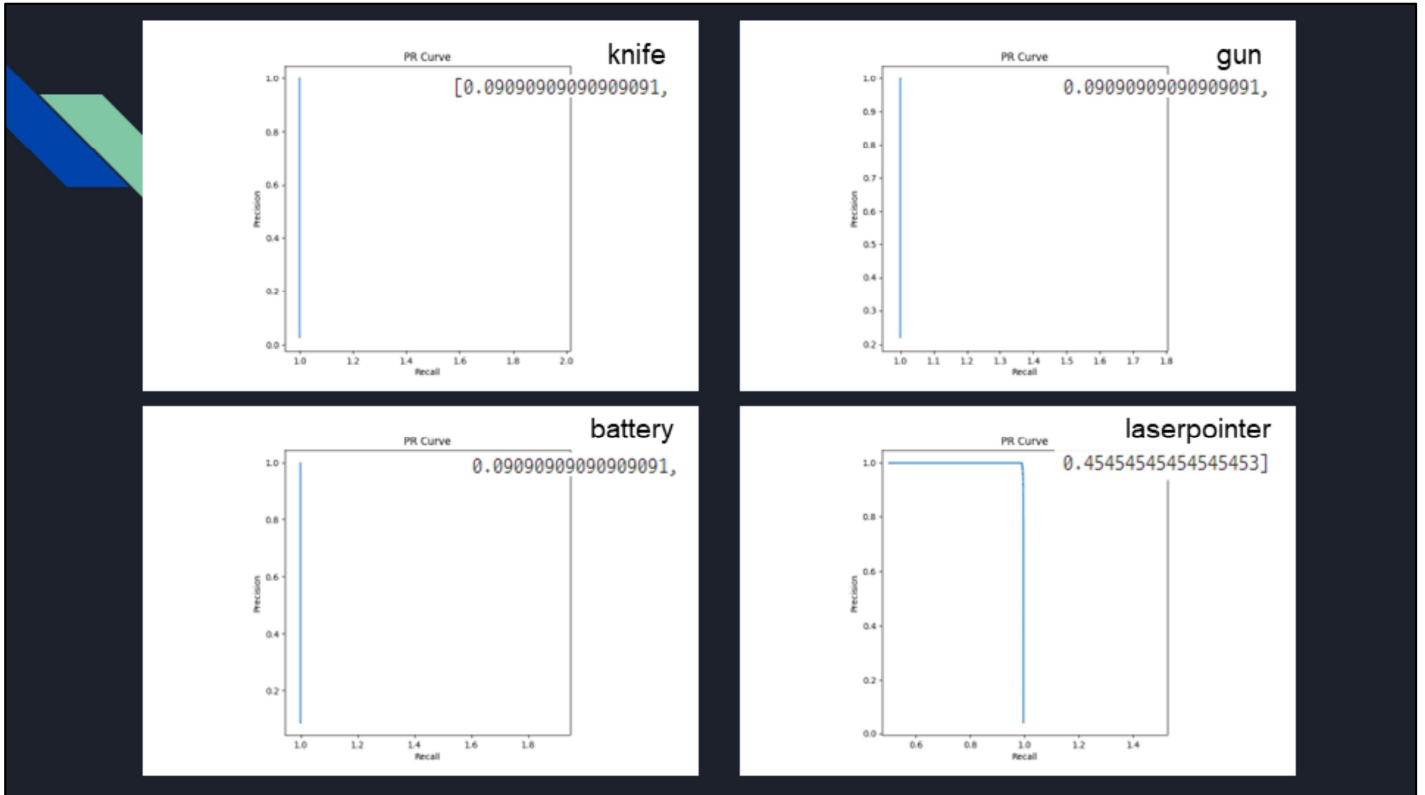 knife
PR Curve
[0.09090909090909091,
1.0
0.8
0.6
0.4
0.2
0.0
Precision
1.0 1.2 1.4 1.6 1.8 2.0
Recall
gun
PR Curve
0.09090909090909091,
1.0
0.9
0.8
0.7
0.6
0.5
0.4
0.3
0.2
Precision
1.0 1.1 1.2 1.3 1.4 1.5 1.6 1.7 1.8
Recall
battery
PR Curve
0.09090909090909091,
1.0
0.8
0.6
0.4
0.2
Precision
1.0 1.2 1.4 1.6 1.8
Recall
laserpointer
PR Curve
0.45454545454545453]
1.0
0.8
0.6
0.4
0.2
0.0
Precision
0.6 0.8 1.0 1.2 1.4
Recall